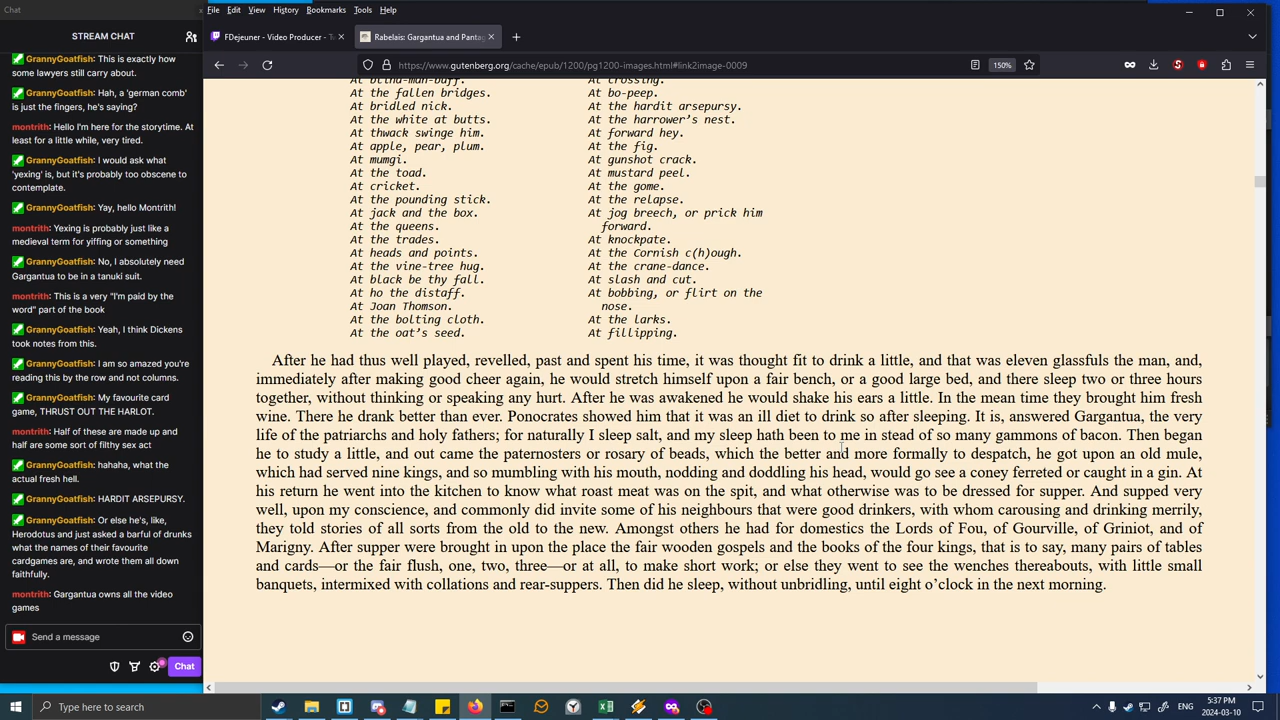 Chat
STREAM CHAT
GrannyGoatfish: This is exactly how
some lawyers still carry about.
GrannyGoatfish: Hah, a 'german comb'
is just the fingers, he's saying?
montrith: Hello I'm here for the storytime. At
least for a little while, very tired.
GrannyGoatfish: I would ask what
'yexing' is, but it's probably too obscene to
contemplate.
GrannyGoatfish: Yay, hello Montrith!
montrith: Yexing is probably just like a
medieval term for yiffing or something
GrannyGoatfish: No, I absolutely need
Gargantua to be in a tanuki suit.
montrith: This is a very "I'm paid by the
word" part of the book
GrannyGoatfish: Yeah, I think Dickens
took notes from this.
GrannyGoatfish: I am so amazed you're
reading this by the row and not columns.
GrannyGoatfish: My favourite card
game, THRUST OUT THE HARLOT.
montrith: Half of these are made up and
half are some sort of filthy sex act
GrannyGoatfish: hahaha, what the
actual fresh hell.
GrannyGoatfish: HARDIT ARSEPURSY.
GrannyGoatfish: Or else he's, like,
Herodotus and just asked a barful of drunks
what the names of their favourite
cardgames are, and wrote them all down
faithfully.
montrith: Gargantua owns all the video
games
Send a message
Chat
File Edit View History Bookmarks Tools Help
FDejeuner - Video Producer - T
Rabelais: Gargantua and Pantag
https://www.gutenberg.org/cache/epub/1200/pg1200-images.html#link2image-0009
150%
At blind-man-buff.
At the fallen bridges.
At bridled nick.
At the white at butts.
At thwack swinge him.
At apple, pear, plum.
At mumgi.
At the toad.
At cricket.
At the pounding stick.
At jack and the box.
At the queens.
At the trades.
At heads and points.
At the vine-tree hug.
At black be thy fall.
At ho the distaff.
At Joan Thomson.
At the bolting cloth.
At the oat’s seed.
At crossing.
At bo-peep.
At the hardit arsepursy.
At the harrower’s nest.
At forward hey.
At the fig.
At gunshot crack.
At mustard peel.
At the gome.
At the relapse.
At jog breech, or prick him
forward.
At knockpate.
At the Cornish c(h)ough.
At the crane-dance.
At slash and cut.
At bobbing, or flirt on the
nose.
At the larks.
At fillipping.
After he had thus well played, revelled, past and spent his time, it was thought fit to drink a little, and that was eleven glassfuls the man, and,
immediately after making good cheer again, he would stretch himself upon a fair bench, or a good large bed, and there sleep two or three hours
together, without thinking or speaking any hurt. After he was awakened he would shake his ears a little. In the mean time they brought him fresh
wine. There he drank better than ever. Ponocrates showed him that it was an ill diet to drink so after sleeping. It is, answered Gargantua, the very
life of the patriarchs and holy fathers; for naturally I sleep salt, and my sleep hath been to me in stead of so many gammons of bacon. Then began
he to study a little, and out came the paternosters or rosary of beads, which the better and more formally to despatch, he got upon an old mule,
which had served nine kings, and so mumbling with his mouth, nodding and doddling his head, would go see a coney ferreted or caught in a gin. At
his return he went into the kitchen to know what roast meat was on the spit, and what otherwise was to be dressed for supper. And supped very
well, upon my conscience, and commonly did invite some of his neighbours that were good drinkers, with whom carousing and drinking merrily,
they told stories of all sorts from the old to the new. Amongst others he had for domestics the Lords of Fou, of Gourville, of Griniot, and of
Marigny. After supper were brought in upon the place the fair wooden gospels and the books of the four kings, that is to say, many pairs of tables
and cards—or the fair flush, one, two, three—or at all, to make short work; or else they went to see the wenches thereabouts, with little small
banquets, intermixed with collations and rear-suppers. Then did he sleep, without unbridling, until eight o’clock in the next morning.
Type here to search
ENG
5:37 PM
2024-03-10